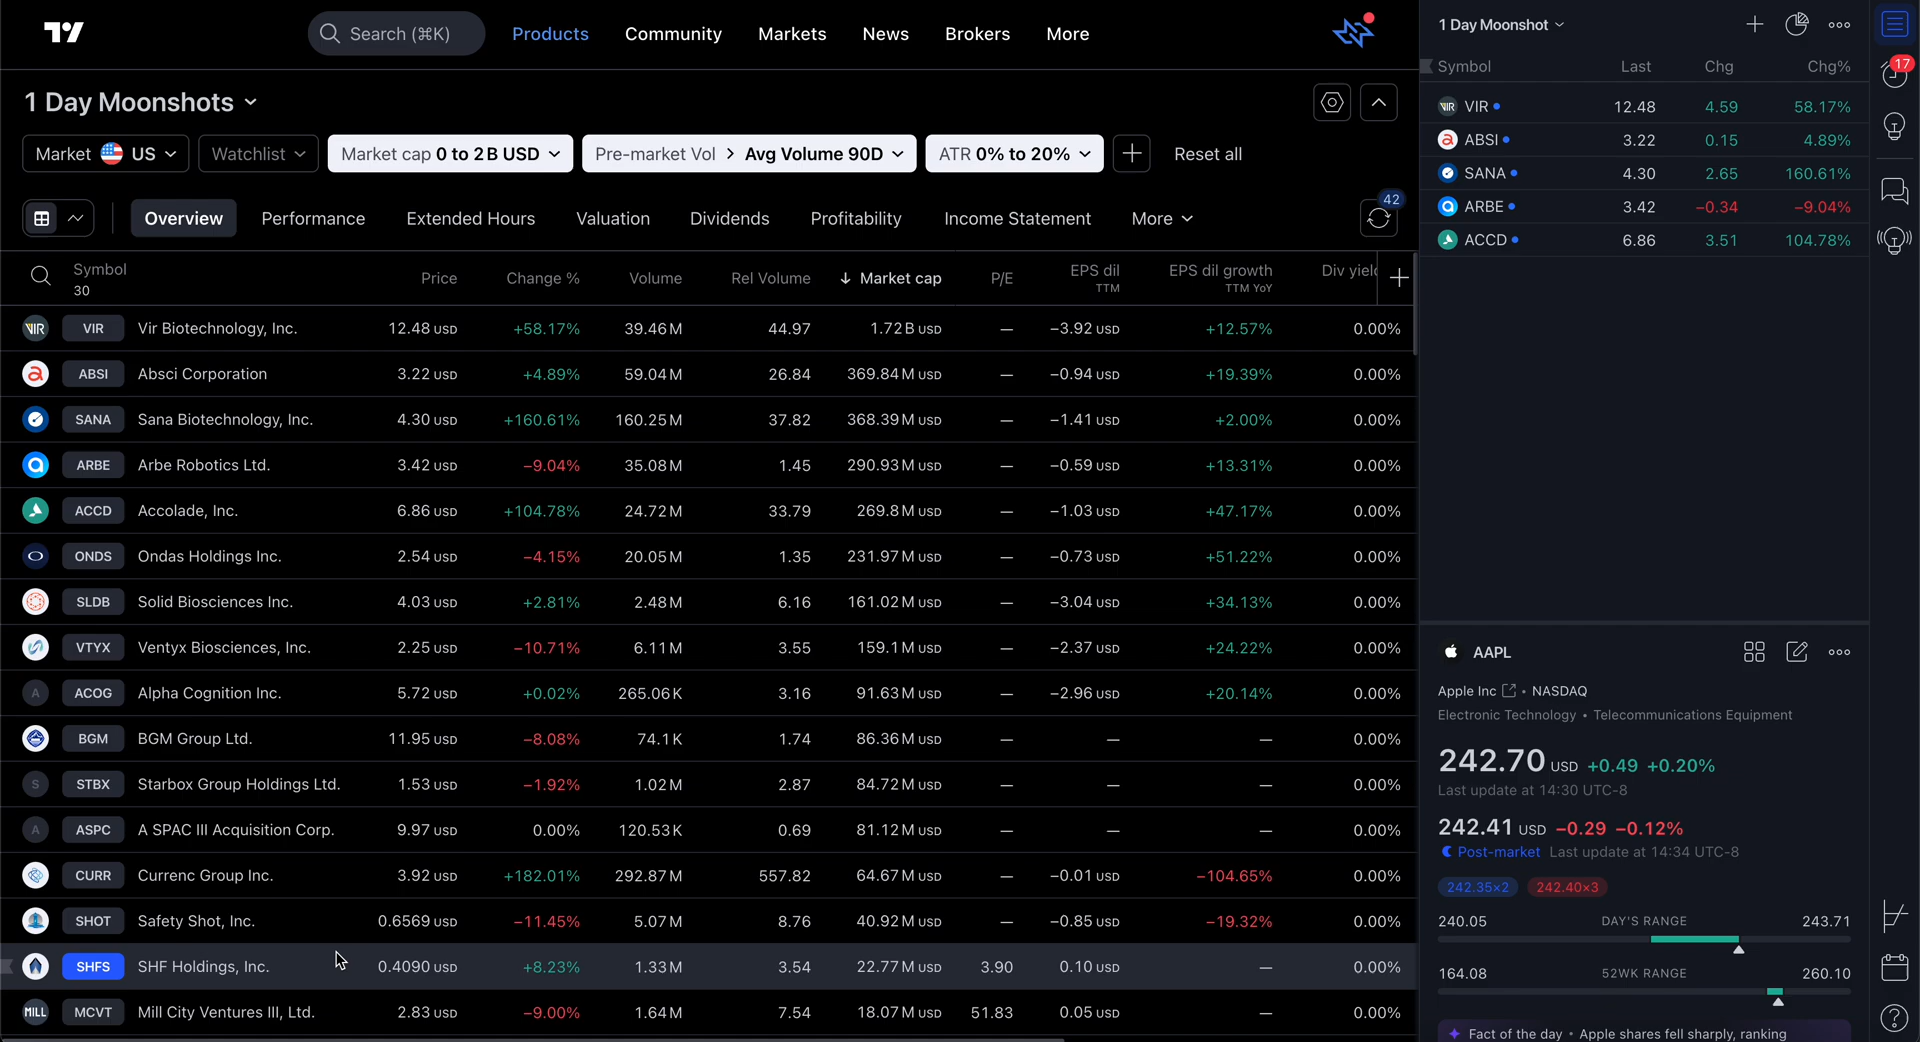 Search (⌘K)
Products
Community
Markets
News
Brokers
More
1 Day Moonshots
Market US
Watchlist
Market cap 0 to 2B USD
Pre-market Vol > Avg Volume 90D
ATR 0% to 20%
Reset all
Overview
Performance
Extended Hours
Valuation
Dividends
Profitability
Income Statement
More
42
Symbol
30
Price
Change %
Volume
Rel Volume
↓ Market cap
P/E
EPS dil
TTM
EPS dil growth
TTM YoY
Div yield
VIR VIR Vir Biotechnology, Inc. 12.48 USD +58.17% 39.46 M 44.97 1.72 B USD — −3.92 USD +12.57% 0.00%
ABSI Absci Corporation 3.22 USD +4.89% 59.04 M 26.84 369.84 M USD — −0.94 USD +19.39% 0.00%
SANA Sana Biotechnology, Inc. 4.30 USD +160.61% 160.25 M 37.82 368.39 M USD — −1.41 USD +2.00% 0.00%
ARBE Arbe Robotics Ltd. 3.42 USD −9.04% 35.08 M 1.45 290.93 M USD — −0.59 USD +13.31% 0.00%
ACCD Accolade, Inc. 6.86 USD +104.78% 24.72 M 33.79 269.8 M USD — −1.03 USD +47.17% 0.00%
ONDS Ondas Holdings Inc. 2.54 USD −4.15% 20.05 M 1.35 231.97 M USD — −0.73 USD +51.22% 0.00%
SLDB Solid Biosciences Inc. 4.03 USD +2.81% 2.48 M 6.16 161.02 M USD — −3.04 USD +34.13% 0.00%
VTYX Ventyx Biosciences, Inc. 2.25 USD −10.71% 6.11 M 3.55 159.1 M USD — −2.37 USD +24.22% 0.00%
A ACOG Alpha Cognition Inc. 5.72 USD +0.02% 265.06 K 3.16 91.63 M USD — −2.96 USD +20.14% 0.00%
BGM BGM Group Ltd. 11.95 USD −8.08% 74.1 K 1.74 86.36 M USD — — — 0.00%
S STBX Starbox Group Holdings Ltd. 1.53 USD −1.92% 1.02 M 2.87 84.72 M USD — — — 0.00%
A ASPC A SPAC III Acquisition Corp. 9.97 USD 0.00% 120.53 K 0.69 81.12 M USD — — — 0.00%
CURR Currenc Group Inc. 3.92 USD +182.01% 292.87 M 557.82 64.67 M USD — −0.01 USD −104.65% 0.00%
SHOT Safety Shot, Inc. 0.6569 USD −11.45% 5.07 M 8.76 40.92 M USD — −0.85 USD −19.32% 0.00%
SHFS SHF Holdings, Inc. 0.4090 USD +8.23% 1.33 M 3.54 22.77 M USD 3.90 0.10 USD — 0.00%
MILL MCVT Mill City Ventures III, Ltd. 2.83 USD −9.00% 1.64 M 7.54 18.07 M USD 51.83 0.05 USD — 0.00%
1 Day Moonshot
17
Symbol Last Chg Chg%
VIR VIR 12.48 4.59 58.17%
ABSI 3.22 0.15 4.89%
SANA 4.30 2.65 160.61%
ARBE 3.42 −0.34 −9.04%
ACCD 6.86 3.51 104.78%
AAPL
Apple Inc • NASDAQ
Electronic Technology • Telecommunications Equipment
242.70 USD +0.49 +0.20%
Last update at 14:30 UTC-8
242.41 USD −0.29 −0.12%
Post-market Last update at 14:34 UTC-8
242.35×2 242.40×3
240.05 DAY'S RANGE 243.71
164.08 52WK RANGE 260.10
Fact of the day • Apple shares fell sharply, ranking